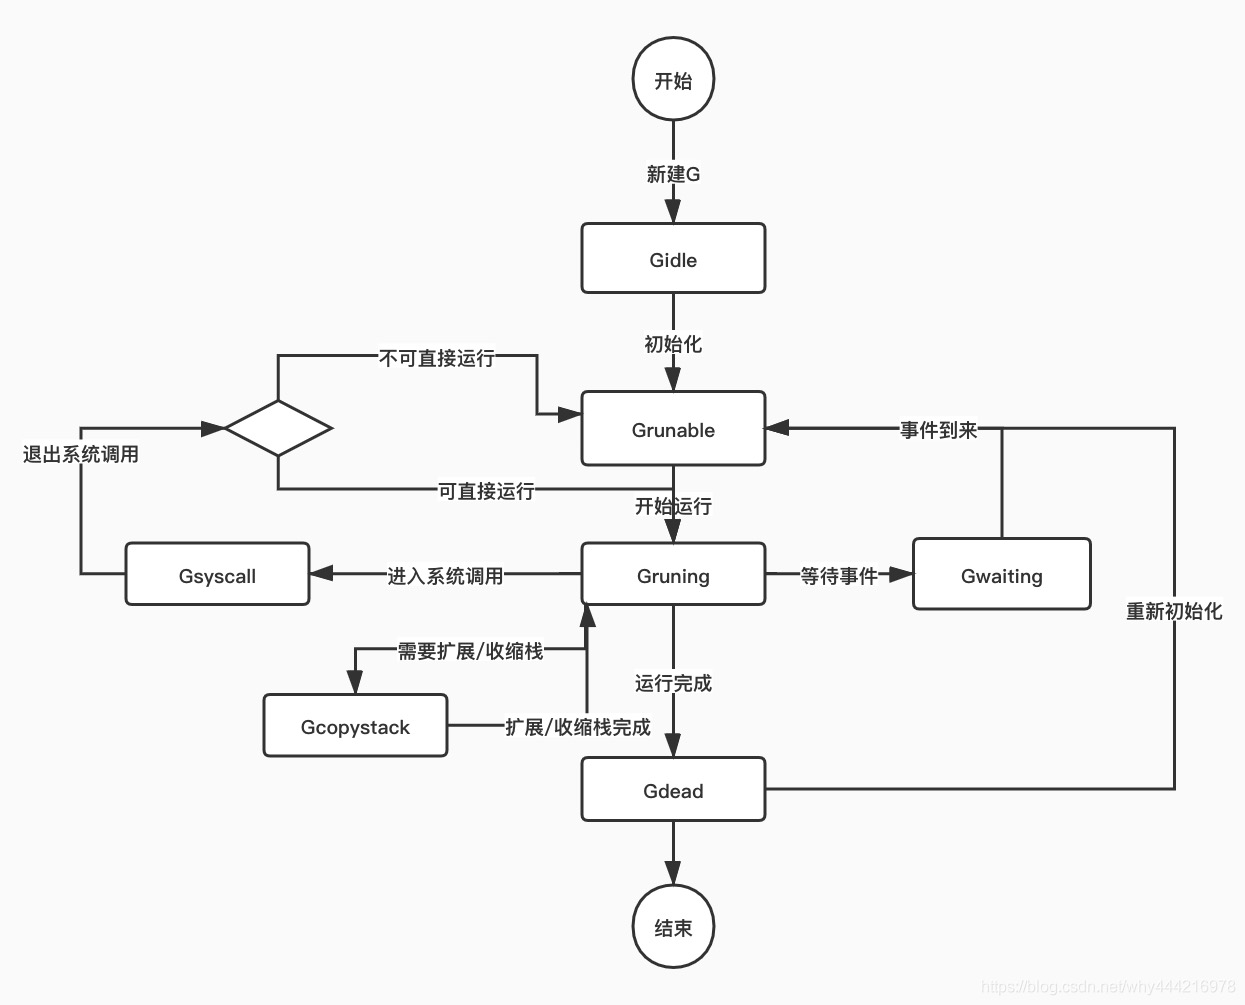 开始
新建G
Gidle
初始化
不可直接运行
Grunable
事件到来
退出系统调用
可直接运行
开始运行
Gsyscall
进入系统调用
Gruning
等待事件
Gwaiting
重新初始化
需要扩展/收缩栈
运行完成
Gcopystack
扩展/收缩栈完成
Gdead
结束
https://blog.csdn.net/why444216978